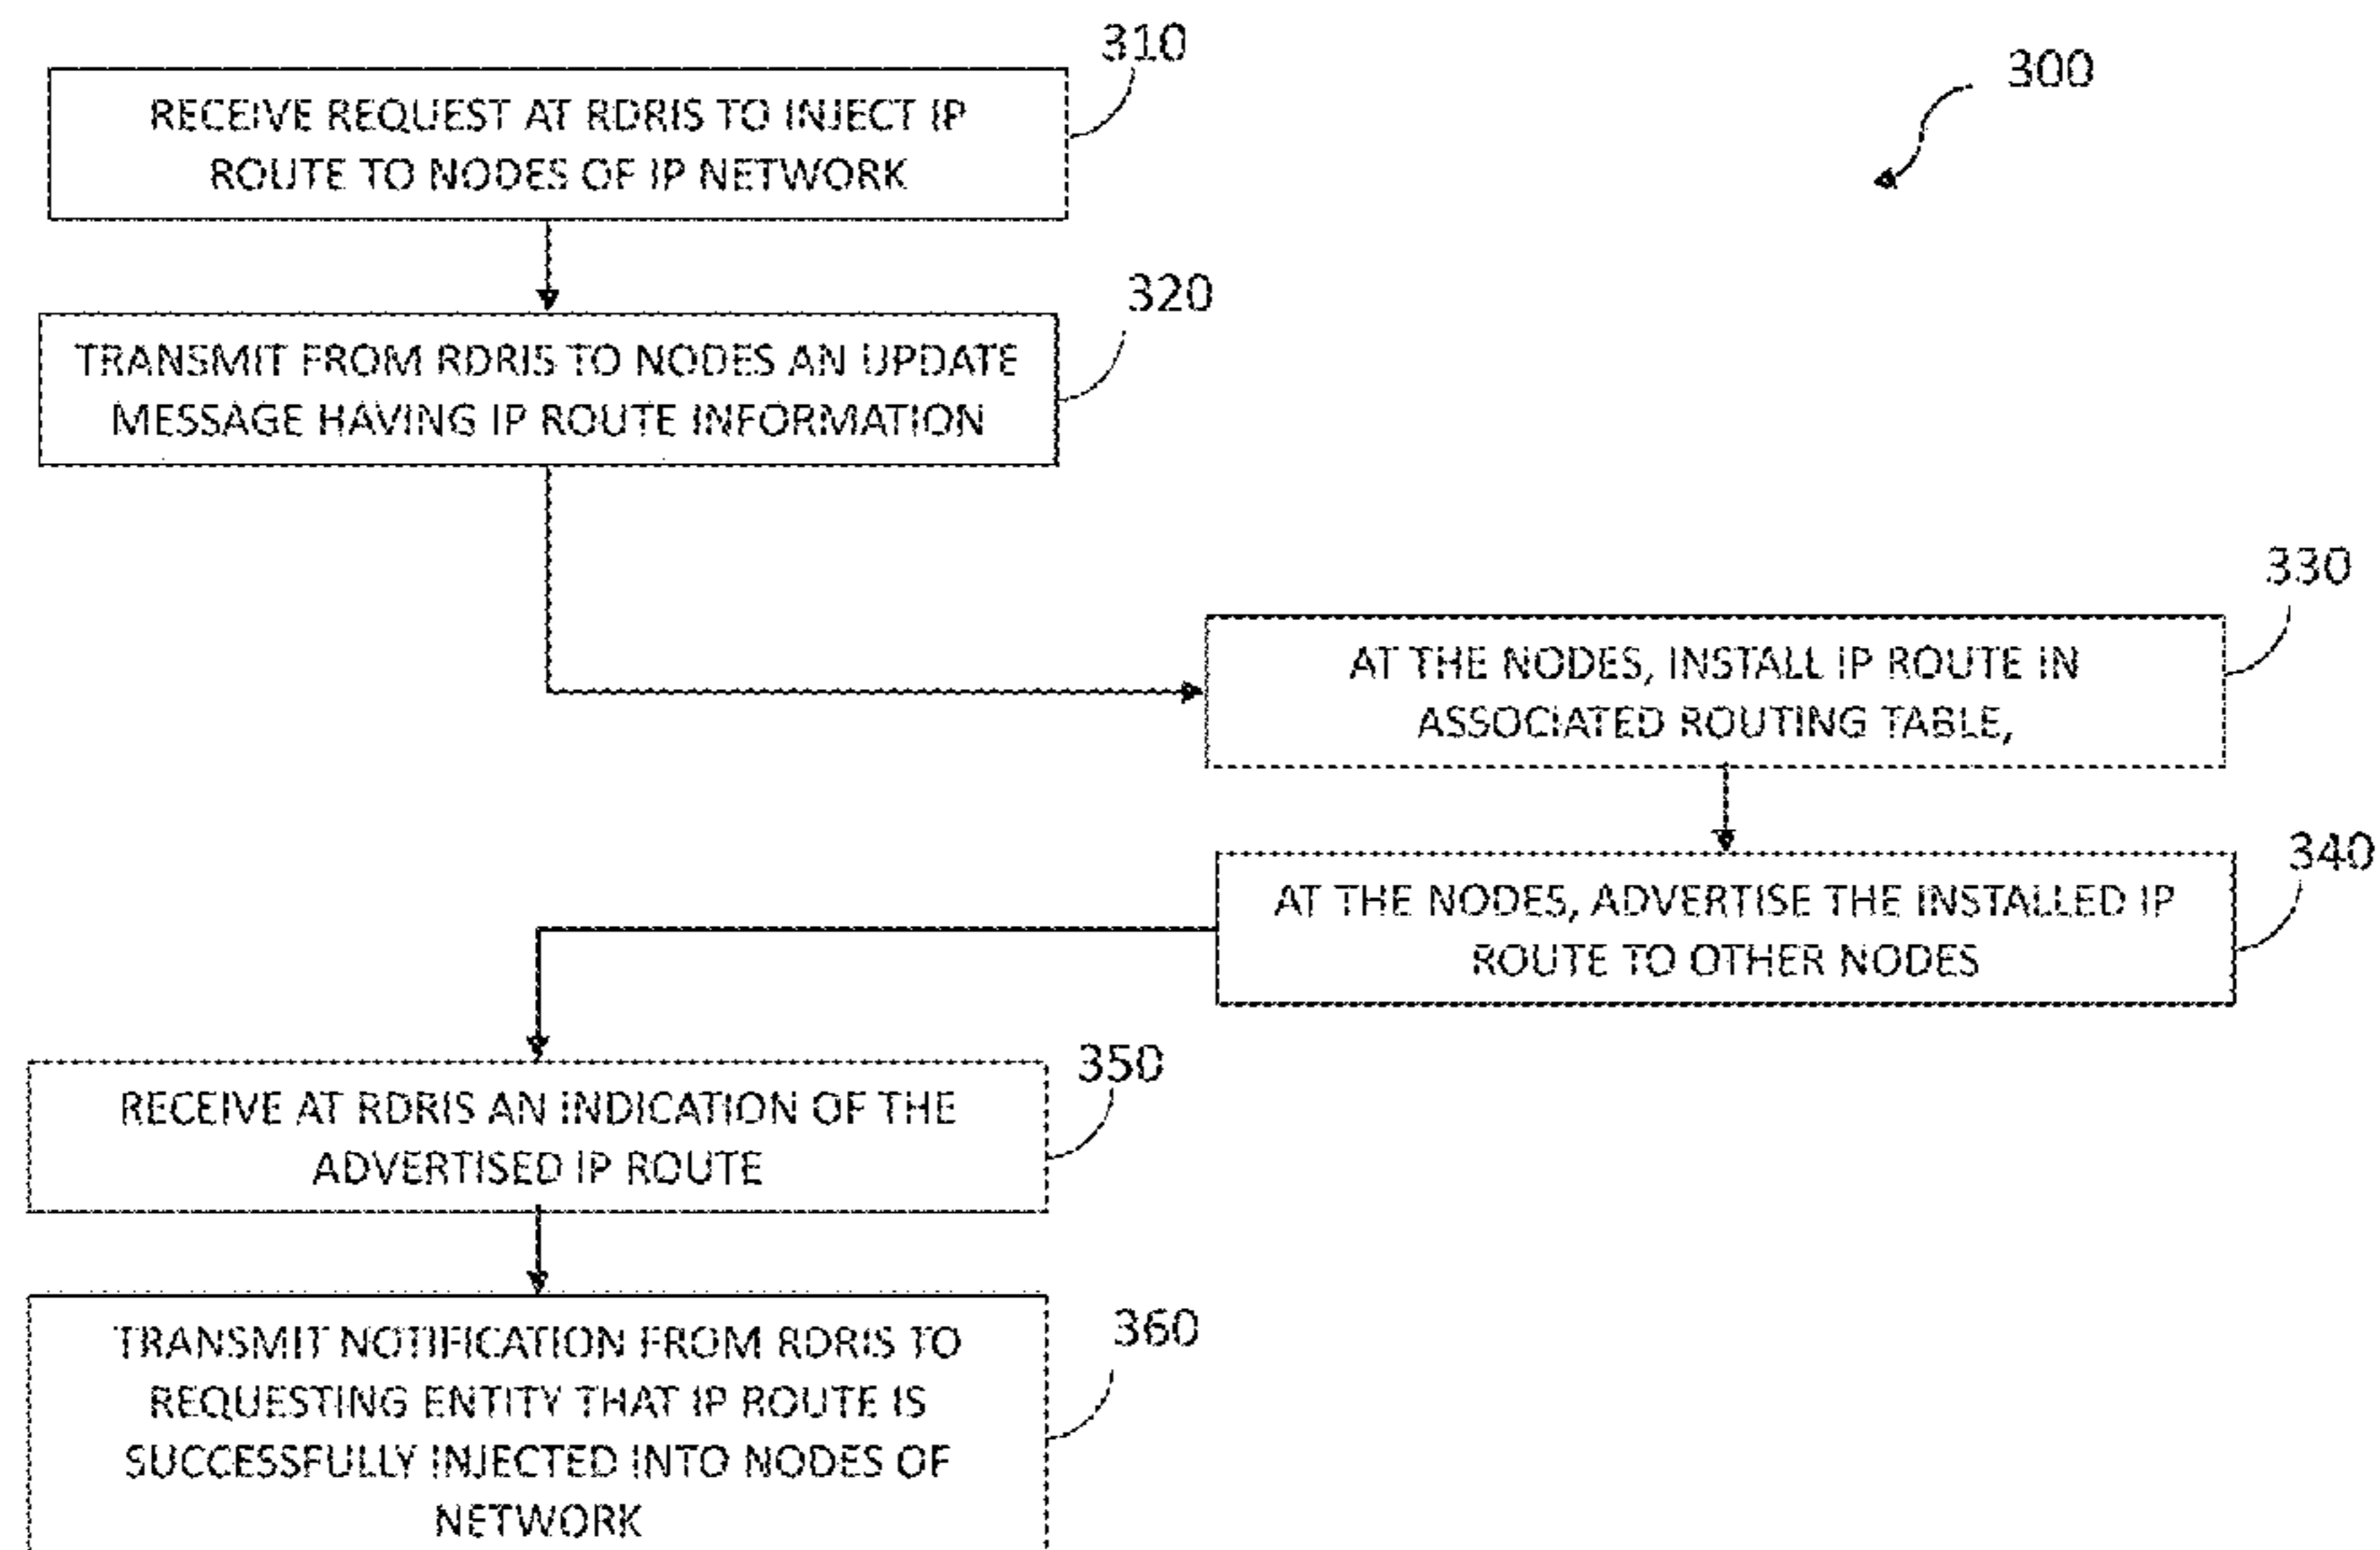 310
300
RECEIVE REQUEST AT RDRIS TO INJECT IP
ROUTE TO NODES OF IP NETWORK
320
TRANSMIT FROM RDRIS TO NODES AN UPDATE
MESSAGE HAVING IP ROUTE INFORMATION
330
AT THE NODES, INSTALL IP ROUTE IN
ASSOCIATED ROUTING TABLE,
340
AT THE NODES, ADVERTISE THE INSTALLED IP
ROUTE TO OTHER NODES
350
RECEIVE AT RDRIS AN INDICATION OF THE
ADVERTISED IP ROUTE
360
TRANSMIT NOTIFICATION FROM RDRIS TO
REQUESTING ENTITY THAT IP ROUTE IS
SUCCESSFULLY INJECTED INTO NODES OF
NETWORK